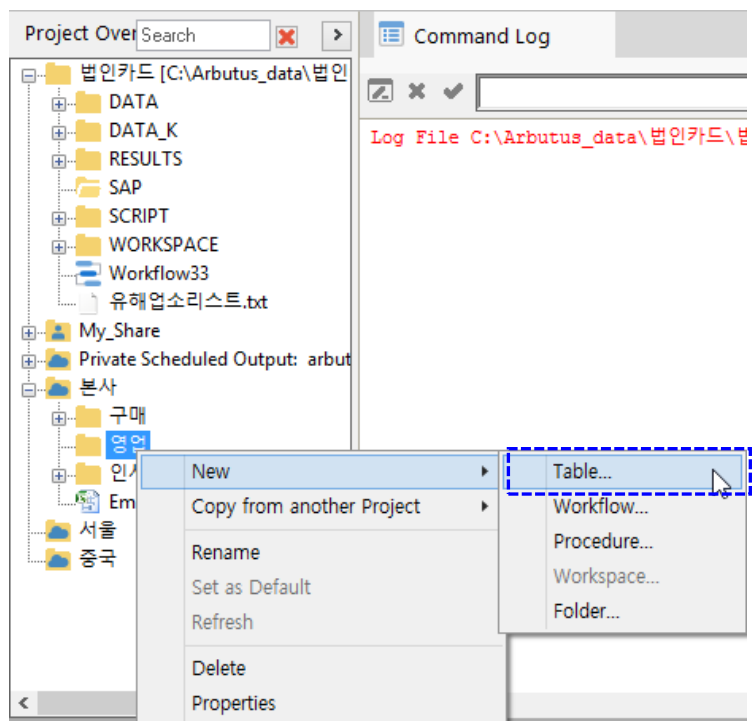 Project Over
Search
Command Log
법인카드 [C:\Arbutus_data\법인
DATA
DATA_K
RESULTS
SAP
SCRIPT
WORKSPACE
Workflow33
유해업소리스트.txt
My_Share
Private Scheduled Output: arbut
본사
구매
영업
Em
서울
중국
Log File C:\Arbutus_data\법인카드\법
New
Copy from another Project
Rename
Set as Default
Refresh
Delete
Properties
Table...
Workflow...
Procedure...
Workspace...
Folder...